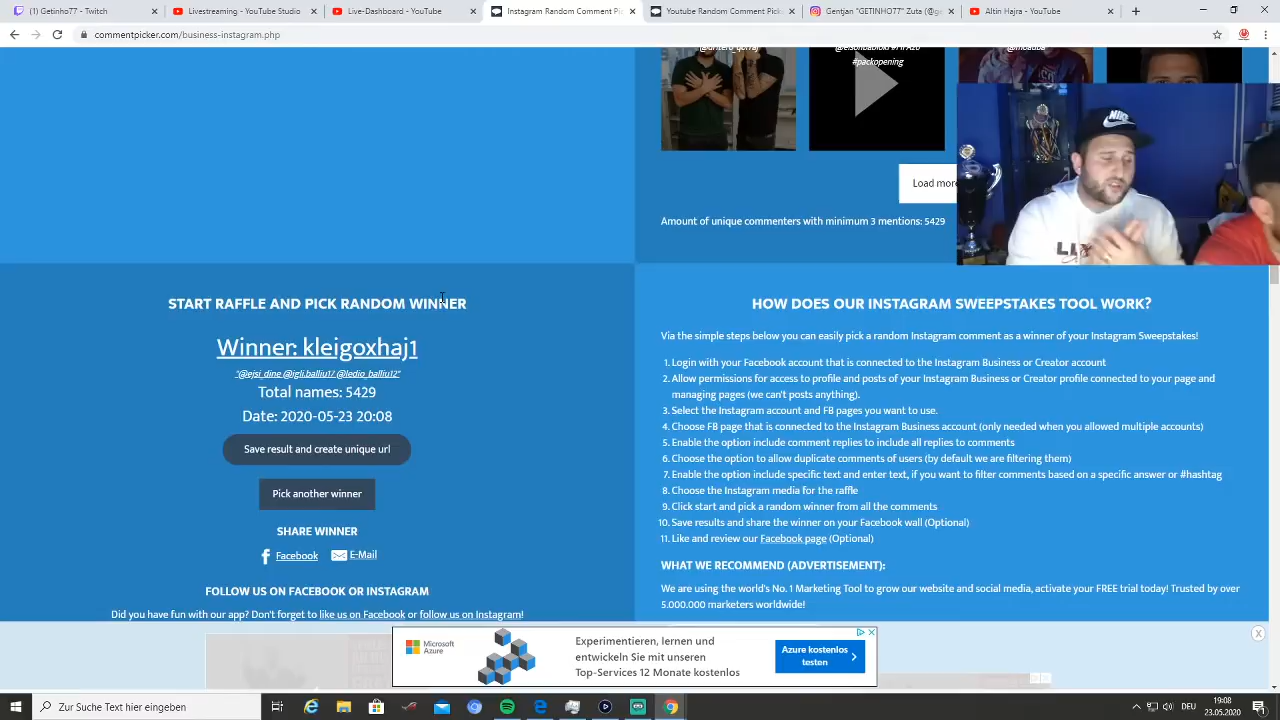 (1) Getinho77 - Twitch
Livestreaming - YouTube Studio
Live-Dashboard - YouTube
Instagram Random Comment Pic
Youtube Random Comment Picke
Gentjan "GETINHO77" Zuta (@ge
Altin Hajra - YouTube
commentpicker.com/business-instagram.php
#packopening
Load more
Amount of unique commenters with minimum 3 mentions: 5429
START RAFFLE AND PICK RANDOM WINNER
Winner: kleigoxhaj1
"@ejsi_dine @igli.balliu17 @ledio_balliu12"
Total names: 5429
Date: 2020-05-23 20:08
Save result and create unique url
Pick another winner
SHARE WINNER
Facebook
E-Mail
FOLLOW US ON FACEBOOK OR INSTAGRAM
Did you have fun with our app? Don't forget to like us on Facebook or follow us on Instagram!
HOW DOES OUR INSTAGRAM SWEEPSTAKES TOOL WORK?
Via the simple steps below you can easily pick a random Instagram comment as a winner of your Instagram Sweepstakes!
1. Login with your Facebook account that is connected to the Instagram Business or Creator account
2. Allow permissions for access to profile and posts of your Instagram Business or Creator profile connected to your page and
managing pages (we can't posts anything).
3. Select the Instagram account and FB pages you want to use.
4. Choose FB page that is connected to the Instagram Business account (only needed when you allowed multiple accounts)
5. Enable the option include comment replies to include all replies to comments
6. Choose the option to allow duplicate comments of users (by default we are filtering them)
7. Enable the option include specific text and enter text, if you want to filter comments based on a specific answer or #hashtag
8. Choose the Instagram media for the raffle
9. Click start and pick a random winner from all the comments
10. Save results and share the winner on your Facebook wall (Optional)
11. Like and review our Facebook page (Optional)
WHAT WE RECOMMEND (ADVERTISEMENT):
We are using the world's No. 1 Marketing Tool to grow our website and social media, activate your FREE trial today! Trusted by over
5.000.000 marketers worldwide!
Microsoft
Azure
Experimentieren, lernen und
entwickeln Sie mit unseren
Top-Services 12 Monate kostenlos
Azure kostenlos
testen
Zur Suche Text hier eingeben
DEU
19:08
23.05.2020